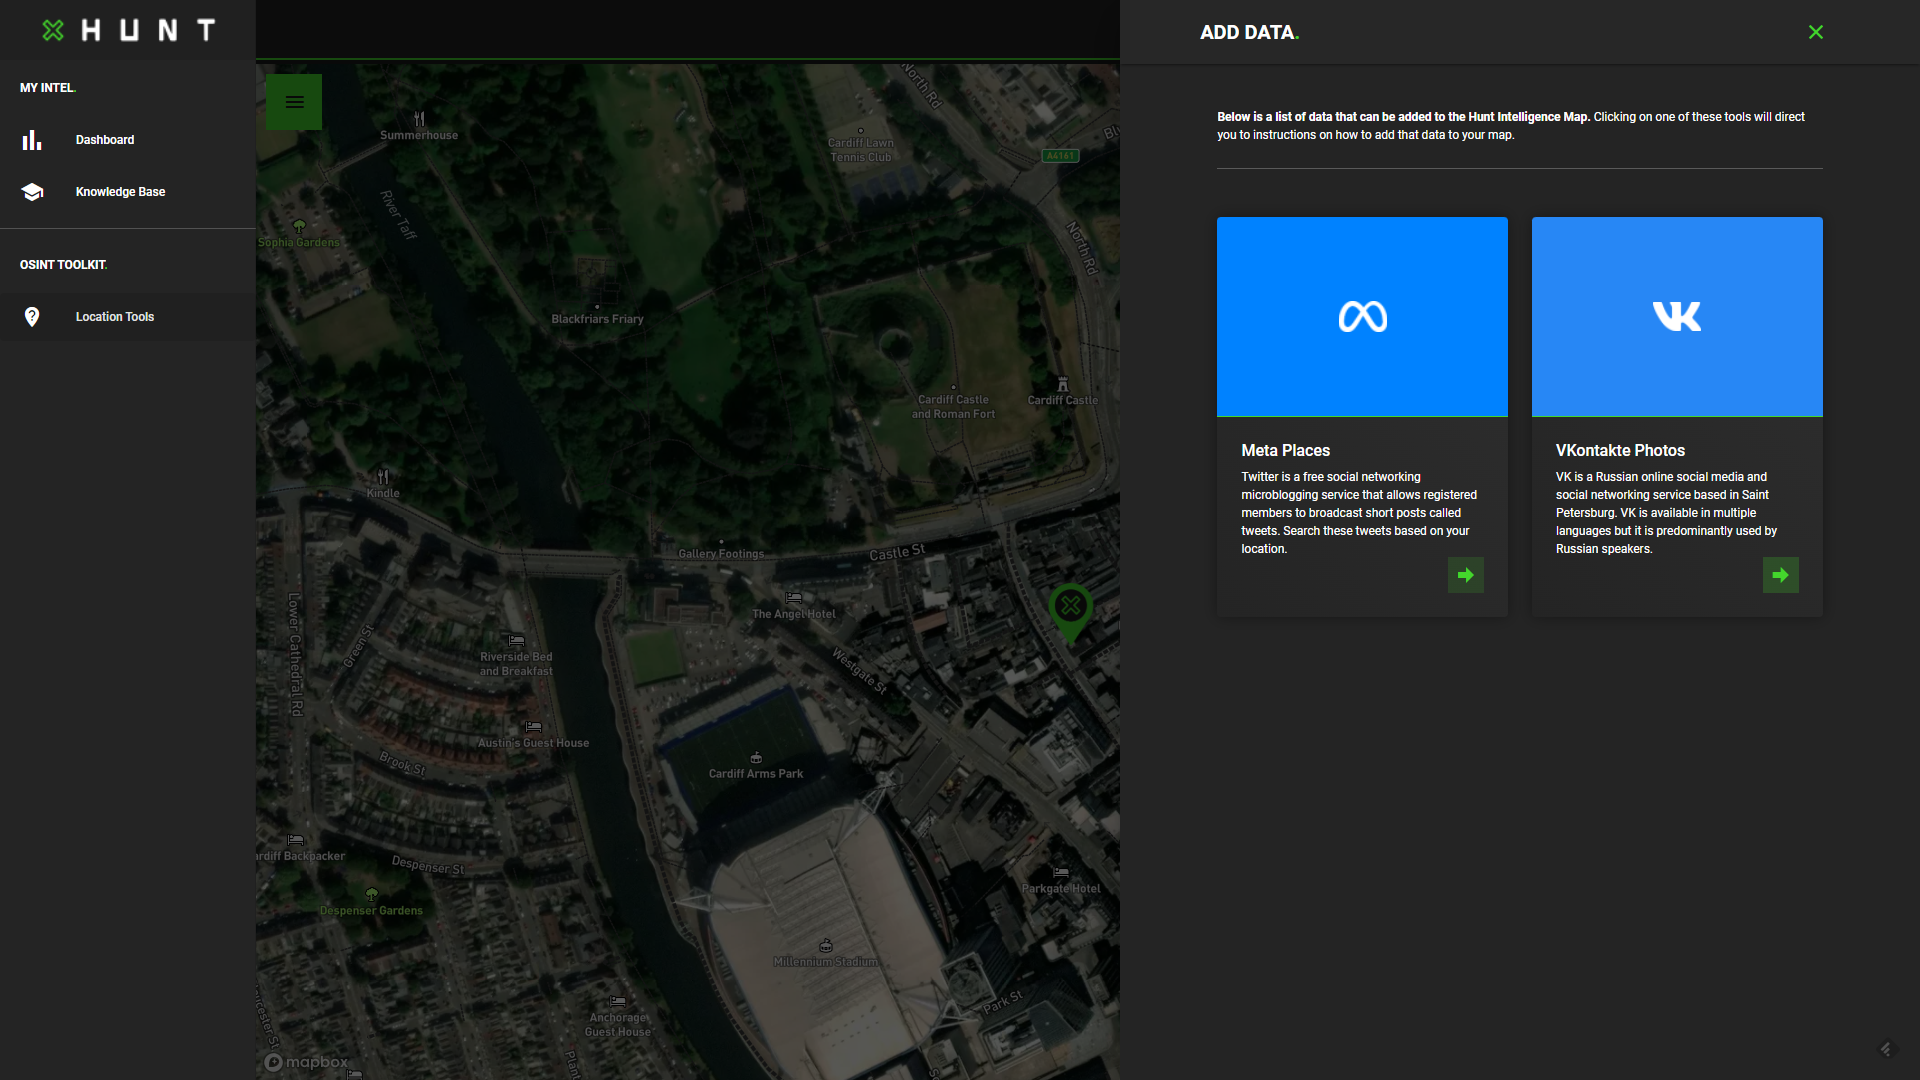 HUNT
MY INTEL.
Dashboard
Knowledge Base
OSINT TOOLKIT.
Location Tools
North Rd
Summerhouse
Cardiff Lawn
Tennis Club
A4161
River Taff
Sophia Gardens
North Rd
Blackfriars Friary
Cardiff Castle
and Roman Fort
Cardiff Castle
Kindle
Gallery Footings
Castle St
The Angel Hotel
Lower Cathedral Rd
Green St
Riverside Bed
and Breakfast
Westgate St
Austin's Guest House
Brook St
Cardiff Arms Park
ardiff Backpacker
Despenser St
Despenser Gardens
Parkgate Hotel
Millennium Stadium
Park St
Anchorage
Guest House
mapbox
ADD DATA.
Below is a list of data that can be added to the Hunt Intelligence Map. Clicking on one of these tools will direct
you to instructions on how to add that data to your map.
Meta Places
Twitter is a free social networking
microblogging service that allows registered
members to broadcast short posts called
tweets. Search these tweets based on your
location.
VK
VKontakte Photos
VK is a Russian online social media and
social networking service based in Saint
Petersburg. VK is available in multiple
languages but it is predominantly used by
Russian speakers.